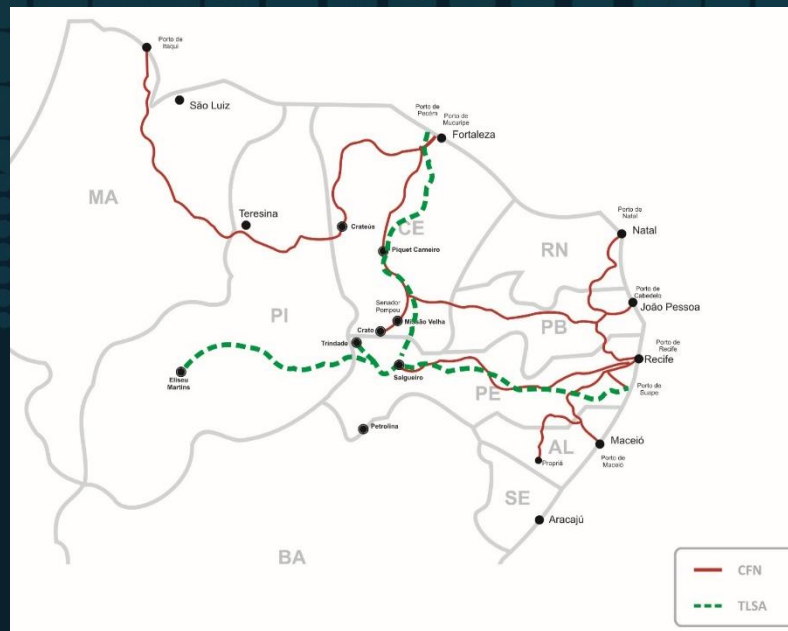 Porto de
Itaqui
São Luiz
Porto de
Pecém
Porto de
Mucuripe
Fortaleza
MA
Teresina
Crateús
CE
Piquet Carneiro
RN
Porto de
Natal
Natal
Porto de
Cabedelo
João Pessoa
PI
Senador
Pompou
Missão Velha
Crato
Trindade
PB
Porto de
Recife
Recife
Eliseu
Martins
Salgueiro
PE
Porto do
Suape
Petrolina
AL
Maceió
Porto de
Maceió
Propriá
SE
Aracajú
BA
CFN
TLSA